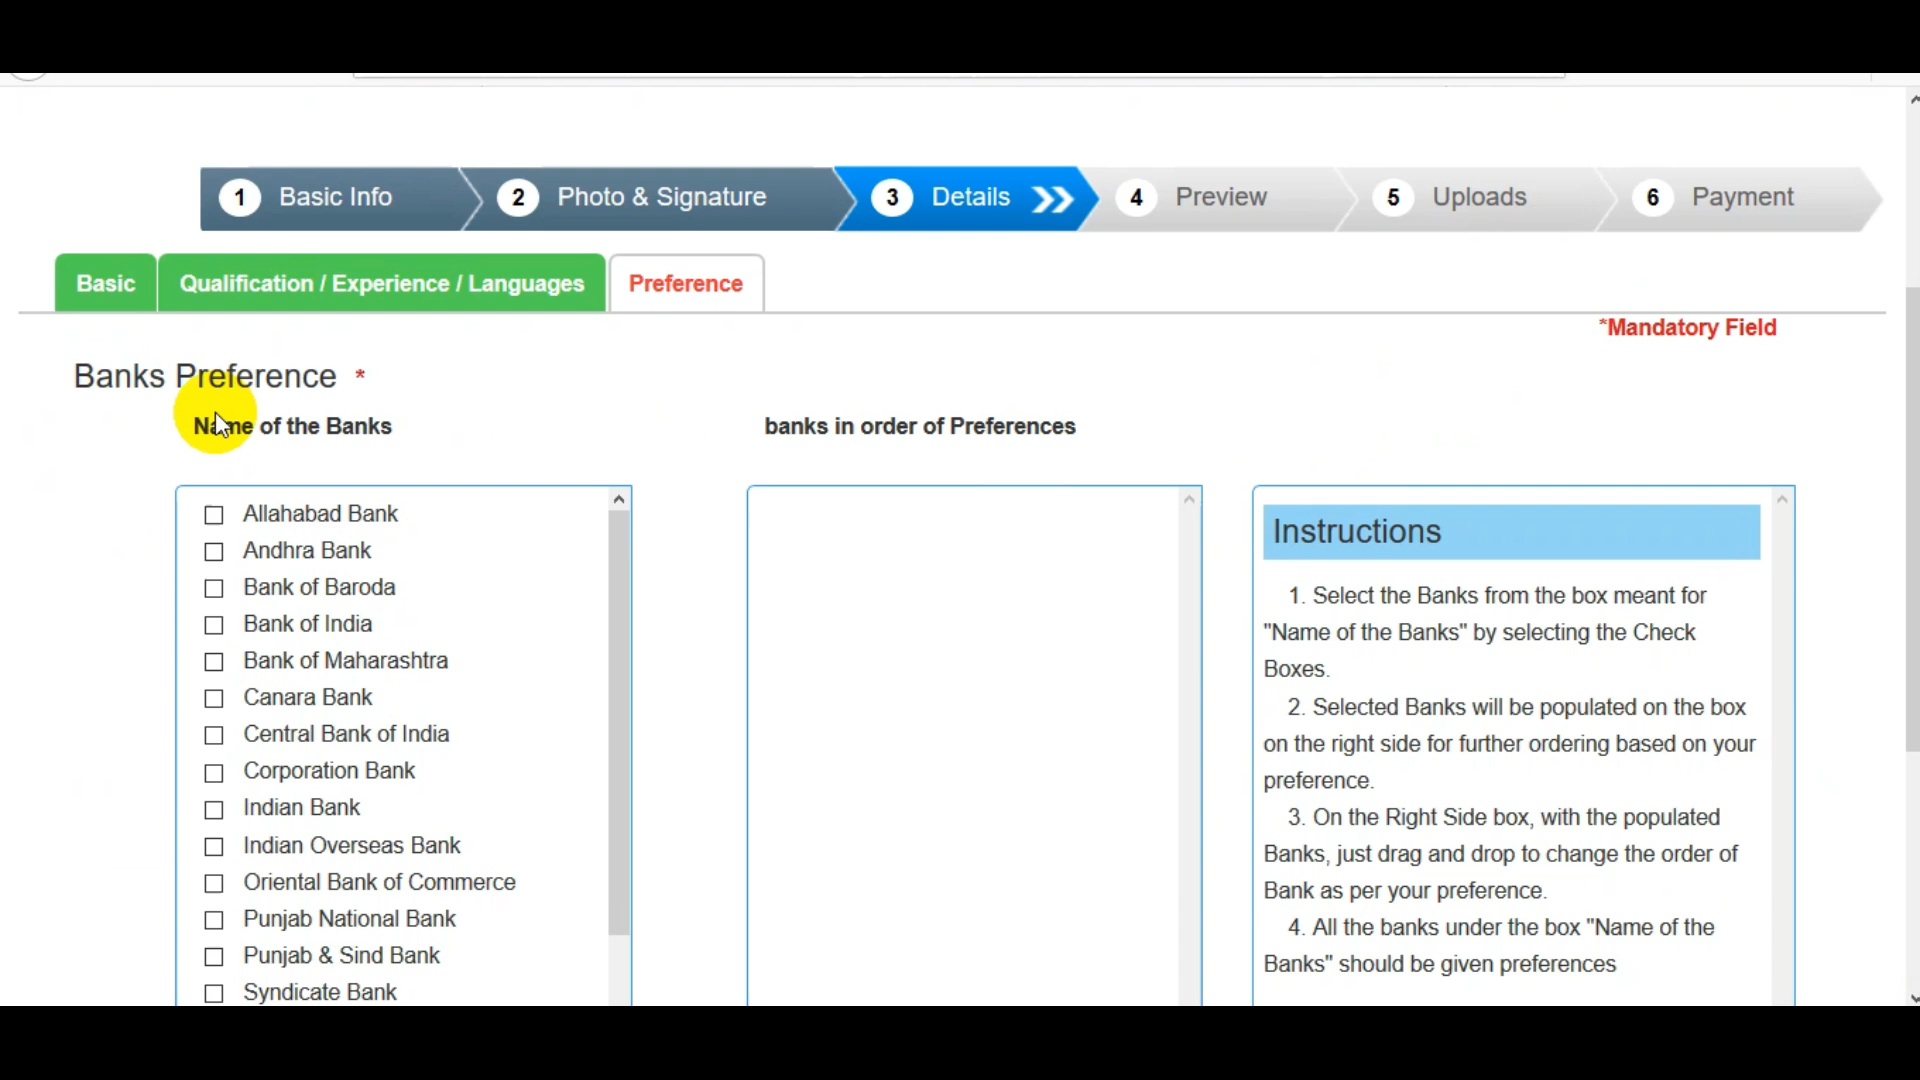 1 Basic Info 2 Photo & Signature 3 Details 4 Preview 5 Uploads 6 Payment
Basic Qualification / Experience / Languages Preference
*Mandatory Field
Banks Preference *
Name of the Banks
banks in order of Preferences
Allahabad Bank
Andhra Bank
Bank of Baroda
Bank of India
Bank of Maharashtra
Canara Bank
Central Bank of India
Corporation Bank
Indian Bank
Indian Overseas Bank
Oriental Bank of Commerce
Punjab National Bank
Punjab & Sind Bank
Syndicate Bank
Instructions
1. Select the Banks from the box meant for
"Name of the Banks" by selecting the Check
Boxes.
2. Selected Banks will be populated on the box
on the right side for further ordering based on your
preference.
3. On the Right Side box, with the populated
Banks, just drag and drop to change the order of
Bank as per your preference.
4. All the banks under the box "Name of the
Banks" should be given preferences